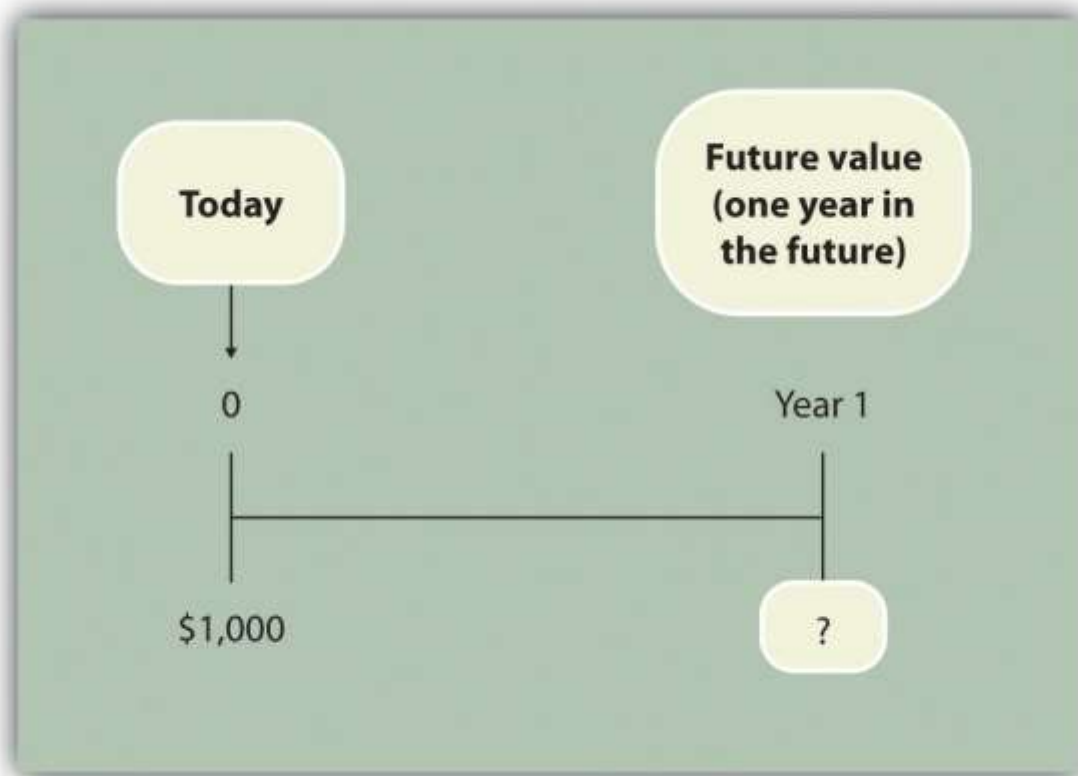 Today
Future value
(one year in
the future)
0
Year 1
$1,000
?